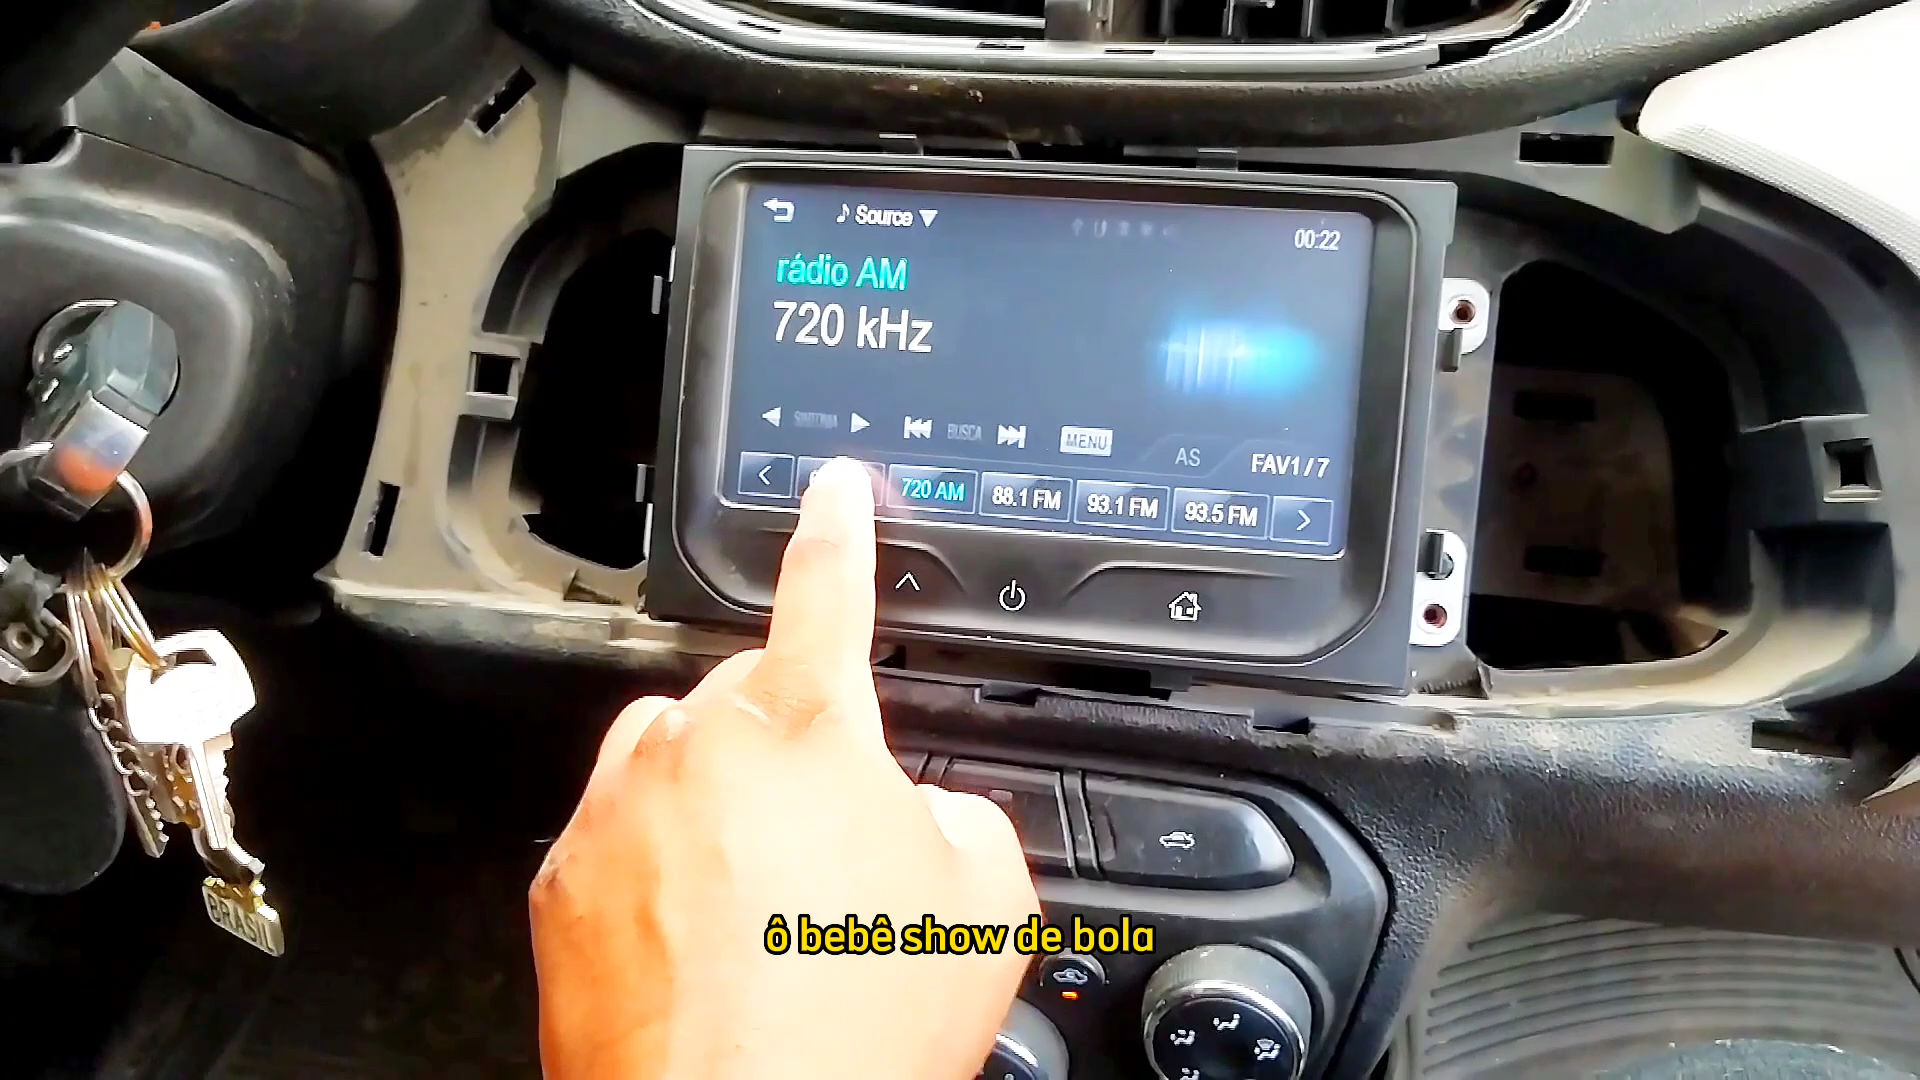 Source
00:22
rádio AM
720 kHz
SINTONIA
BUSCA
MENU
AS
FAV1/7
720 AM
88.1 FM
93.1 FM
93.5 FM
BRASIL
ô bebê show de bola